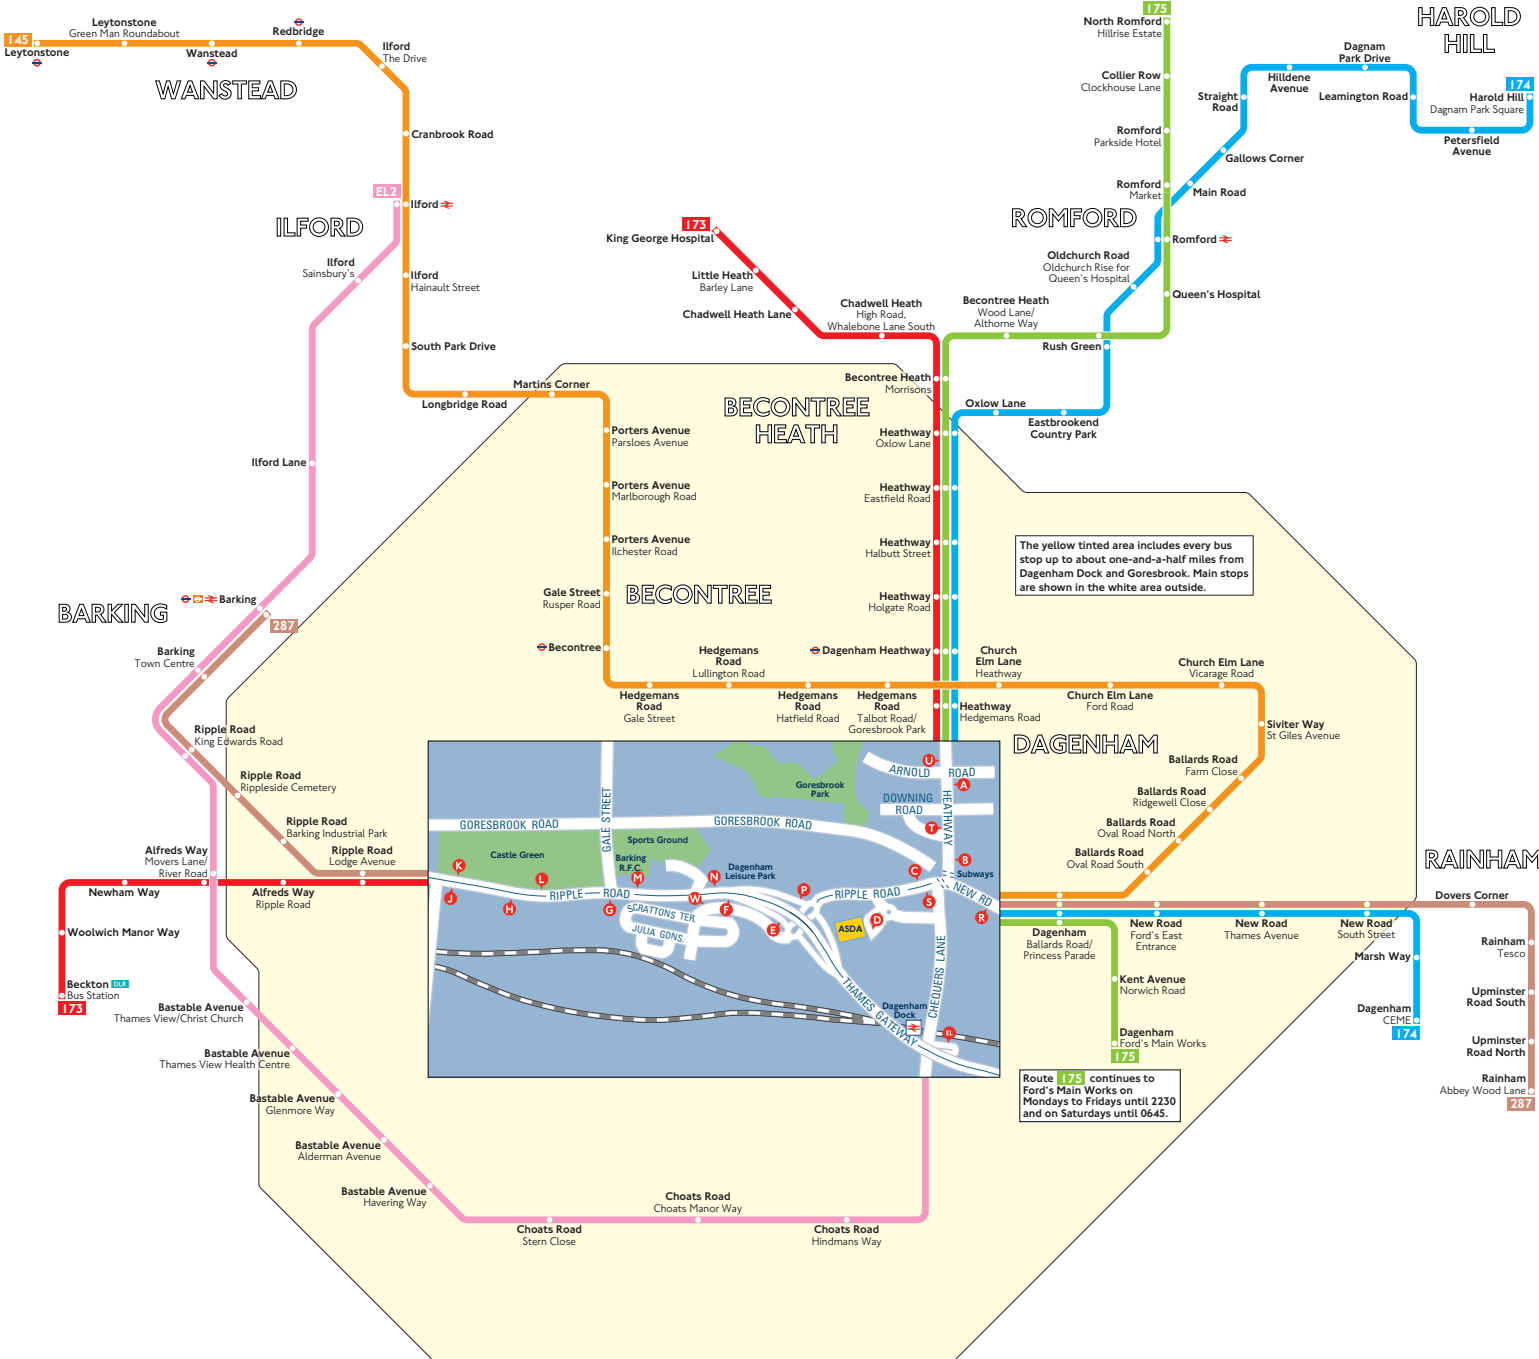 145
Leytonstone
Leytonstone
Green Man Roundabout
Wanstead
Redbridge
Ilford
The Drive
WANSTEAD
Cranbrook Road
EL2
Ilford
ILFORD
Ilford
Sainsbury's
Ilford
Hainault Street
South Park Drive
Longbridge Road
Martins Corner
Ilford Lane
175
North Romford
Hillrise Estate
Collier Row
Clockhouse Lane
Romford
Parkside Hotel
Romford
Market
ROMFORD
Romford
Oldchurch Road
Oldchurch Rise for
Queen's Hospital
Queen's Hospital
HAROLD
HILL
Dagnam
Park Drive
Hilldene
Avenue
Straight
Road
Leamington Road
174
Harold Hill
Dagnam Park Square
Petersfield
Avenue
Gallows Corner
Main Road
173
King George Hospital
Little Heath
Barley Lane
Chadwell Heath Lane
Chadwell Heath
High Road,
Whalebone Lane South
Becontree Heath
Wood Lane/
Althorne Way
Rush Green
Becontree Heath
Morrisons
BECONTREE
HEATH
Oxlow Lane
Eastbrookend
Country Park
Heathway
Oxlow Lane
Heathway
Eastfield Road
Heathway
Halbutt Street
Heathway
Holgate Road
Dagenham Heathway
Porters Avenue
Parsloes Avenue
Porters Avenue
Marlborough Road
Porters Avenue
Ilchester Road
Gale Street
Rusper Road
BECONTREE
Becontree
The yellow tinted area includes every bus
stop up to about one-and-a-half miles from
Dagenham Dock and Goresbrook. Main stops
are shown in the white area outside.
BARKING
Barking
287
Barking
Town Centre
Hedgemans
Road
Lullington Road
Hedgemans
Road
Gale Street
Hedgemans
Road
Hatfield Road
Hedgemans
Road
Talbot Road/
Goresbrook Park
Church
Elm Lane
Heathway
Church Elm Lane
Vicarage Road
Church Elm Lane
Ford Road
Heathway
Hedgemans Road
Siviter Way
St Giles Avenue
DAGENHAM
Ballards Road
Farm Close
Ballards Road
Ridgewell Close
Ballards Road
Oval Road North
Ballards Road
Oval Road South
Ripple Road
King Edwards Road
Ripple Road
Rippleside Cemetery
Ripple Road
Barking Industrial Park
Ripple Road
Lodge Avenue
Alfreds Way
Movers Lane/
River Road
Newham Way
Alfreds Way
Ripple Road
Woolwich Manor Way
Beckton DLR
Bus Station
173
U
ARNOLD ROAD
A
Goresbrook
Park
DOWNING
ROAD
HEATHWAY
GALE STREET
GORESBROOK ROAD
GORESBROOK ROAD
T
Sports Ground
Castle Green
Barking
R.F.C.
Dagenham
Leisure Park
B
Subways
K
L
M
N
C
P
J
H
RIPPLE ROAD
G
W
F
RIPPLE ROAD
S
NEW RD
R
SCRATTONS TER.
JULIA GDNS.
E
ASDA
D
CHEQUERS LANE
THAMES GATEWAY
Dagenham
Dock
EL
RAINHAM
Dovers Corner
Dagenham
Ballards Road/
Princess Parade
New Road
Ford's East
Entrance
New Road
Thames Avenue
New Road
South Street
Marsh Way
Rainham
Tesco
Kent Avenue
Norwich Road
Upminster
Road South
Dagenham
CEME
174
Dagenham
Ford's Main Works
175
Upminster
Road North
Rainham
Abbey Wood Lane
287
Route 175 continues to
Ford's Main Works on
Mondays to Fridays until 2230
and on Saturdays until 0645.
Bastable Avenue
Thames View/Christ Church
Bastable Avenue
Thames View Health Centre
Bastable Avenue
Glenmore Way
Bastable Avenue
Alderman Avenue
Bastable Avenue
Havering Way
Choats Road
Stern Close
Choats Road
Choats Manor Way
Choats Road
Hindmans Way